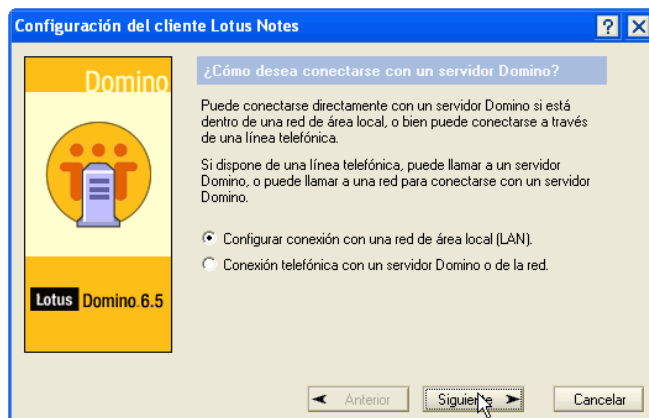 Configuración del cliente Lotus Notes
Domino
¿Cómo desea conectarse con un servidor Domino?
Puede conectarse directamente con un servidor Domino si está
dentro de una red de área local, o bien puede conectarse a través
de una línea telefónica.
Si dispone de una línea telefónica, puede llamar a un servidor
Domino, o puede llamar a una red para conectarse con un servidor
Domino.
Configurar conexión con una red de área local (LAN).
Conexión telefónica con un servidor Domino o de la red.
Lotus Domino.6.5
Anterior
Siguiente
Cancelar